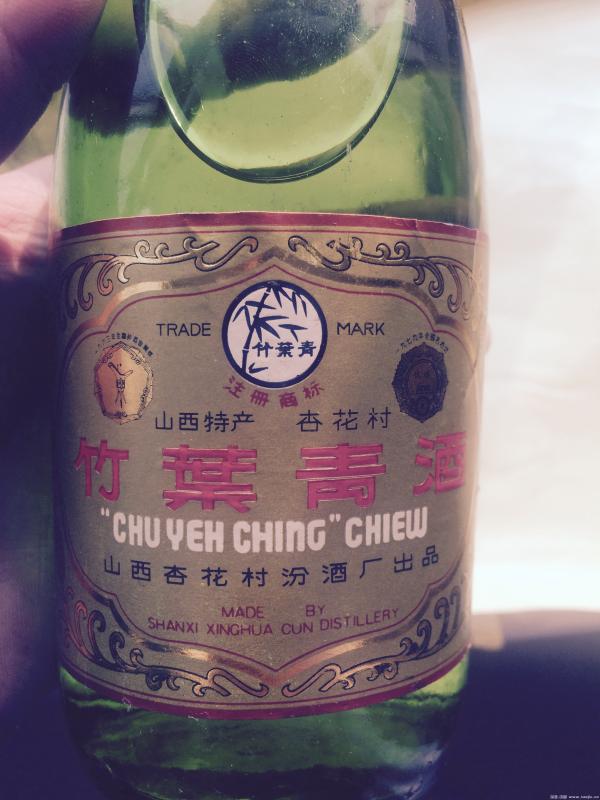 竹葉青
TRADE MARK
注册商标
山西特产 杏花村
竹葉青酒
"CHU YEH CHING" CHIEW
山西杏花村汾酒厂出品
MADE BY
SHANXI XINGHUA CUN DISTILLERY